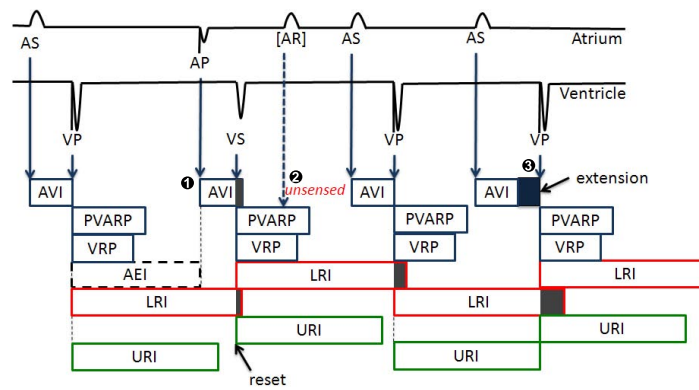 AS AP [AR] AS AS Atrium
Ventricle
VP VS VP VP
❶ ❷ unsensed ❸ extension
AVI AVI AVI AVI
PVARP PVARP PVARP PVARP
VRP VRP VRP VRP
AEI LRI LRI
LRI LRI
URI URI
URI URI
reset